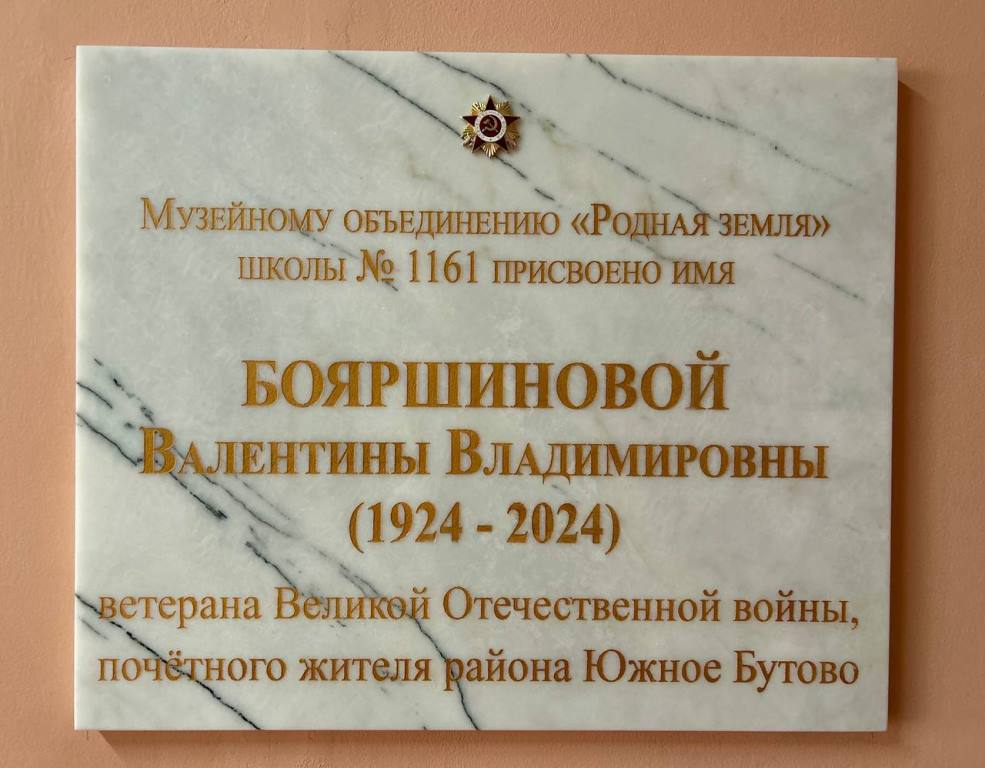 Музейному объединению «Родная земля»
школы № 1161 присвоено имя
БОЯРШИНОВОЙ
Валентины Владимировны
(1924 - 2024)
ветерана Великой Отечественной войны,
почётного жителя района Южное Бутово